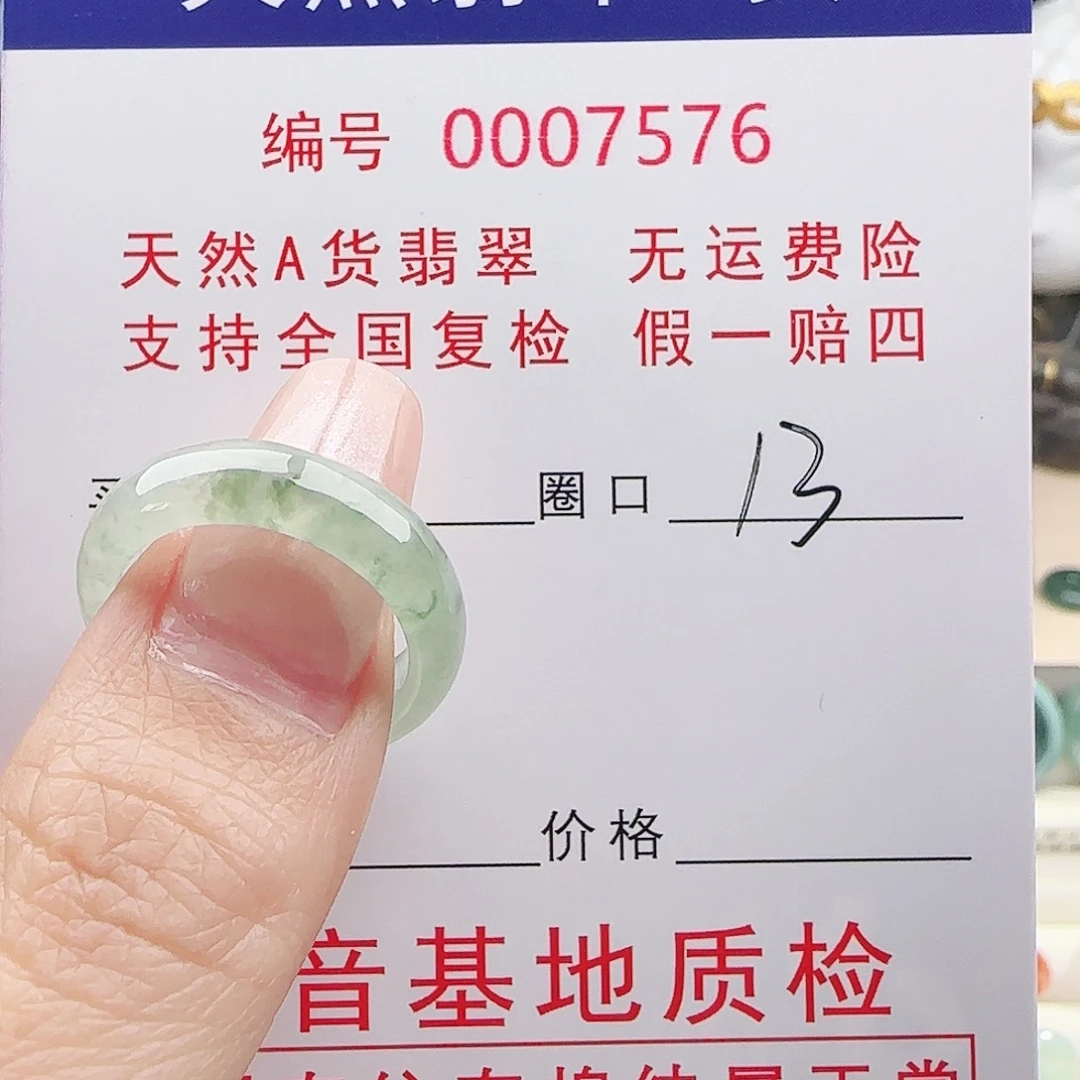 编号 0007576
天然A货翡翠 无运费险
支持全国复检 假一赔四
圈口 13
价格
音基地质检